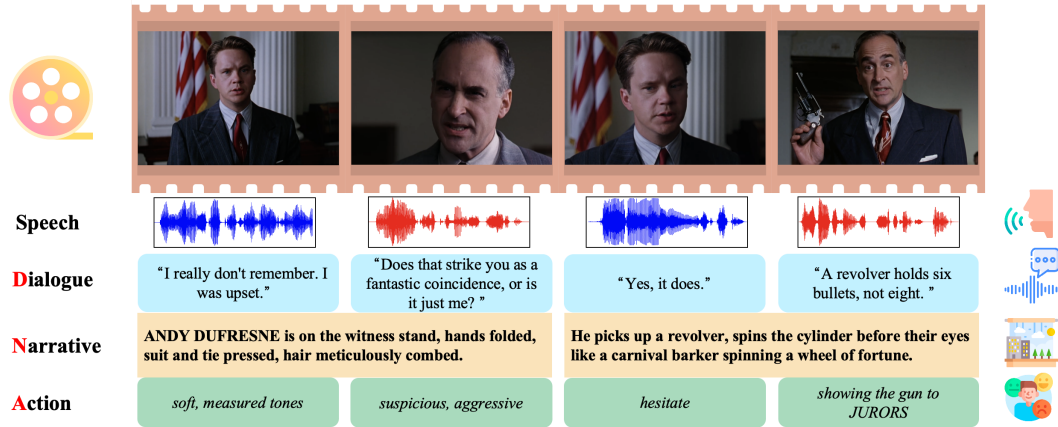 Speech
Dialogue
“I really don't remember. I
was upset.”
“Does that strike you as a
fantastic coincidence, or is
it just me? ”
“Yes, it does.”
“A revolver holds six
bullets, not eight. ”
Narrative
ANDY DUFRESNE is on the witness stand, hands folded,
suit and tie pressed, hair meticulously combed.
He picks up a revolver, spins the cylinder before their eyes
like a carnival barker spinning a wheel of fortune.
Action
soft, measured tones
suspicious, aggressive
hesitate
showing the gun to
JURORS